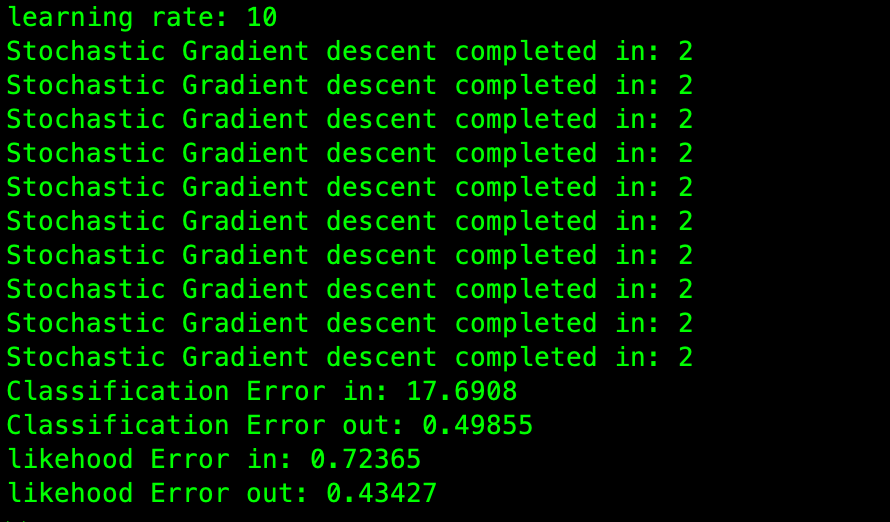 learning rate: 10
Stochastic Gradient descent completed in: 2
Stochastic Gradient descent completed in: 2
Stochastic Gradient descent completed in: 2
Stochastic Gradient descent completed in: 2
Stochastic Gradient descent completed in: 2
Stochastic Gradient descent completed in: 2
Stochastic Gradient descent completed in: 2
Stochastic Gradient descent completed in: 2
Stochastic Gradient descent completed in: 2
Stochastic Gradient descent completed in: 2
Classification Error in: 17.6908
Classification Error out: 0.49855
likehood Error in: 0.72365
likehood Error out: 0.43427